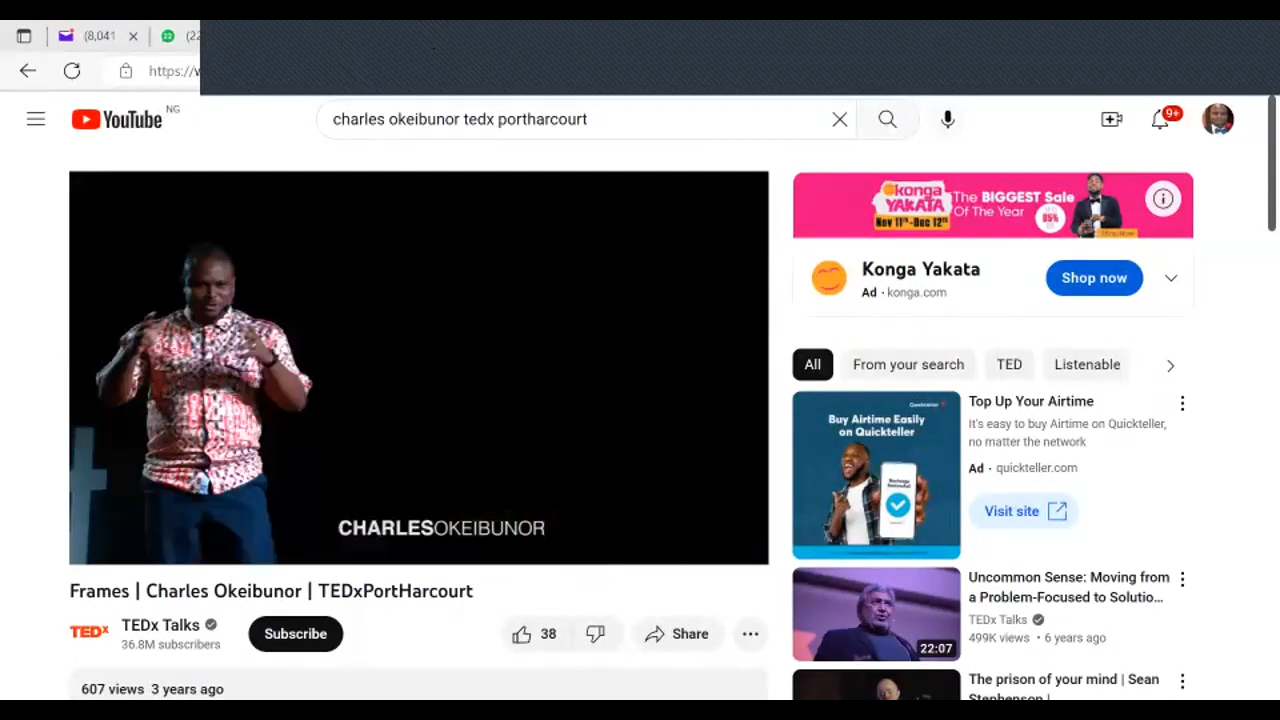 (8,041
(22
https://w
YouTube NG
charles okeibunor tedx portharcourt
9+
konga
YAKATA
Nov 11th-Dec 12th
The BIGGEST Sale
Of The Year
85%
Konga Yakata
Ad · konga.com
Shop now
All
From your search
TED
Listenable
Buy Airtime Easily
on Quickteller
Top Up Your Airtime
It's easy to buy Airtime on Quickteller,
no matter the network
Ad · quickteller.com
Visit site
CHARLESOKEIBUNOR
Frames | Charles Okeibunor | TEDxPortHarcourt
TEDx
TEDx Talks
36.8M subscribers
Subscribe
38
Share
...
607 views 3 years ago
22:07
Uncommon Sense: Moving from
a Problem-Focused to Solutio...
TEDx Talks
499K views • 6 years ago
The prison of your mind | Sean
Stephenson |